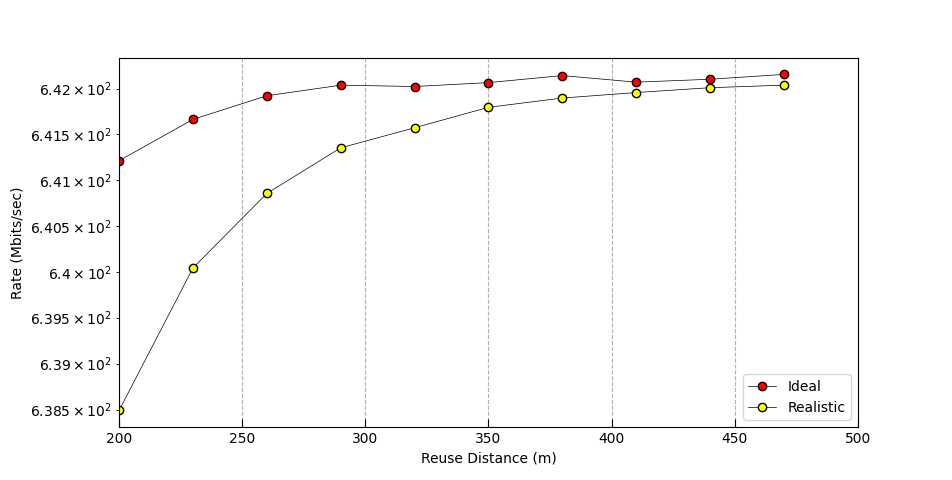 6.42 × 10²
6.415 × 10²
6.41 × 10²
6.405 × 10²
6.4 × 10²
6.395 × 10²
6.39 × 10²
6.385 × 10²
Rate (Mbits/sec)
Ideal
Realistic
200 250 300 350 400 450 500
Reuse Distance (m)